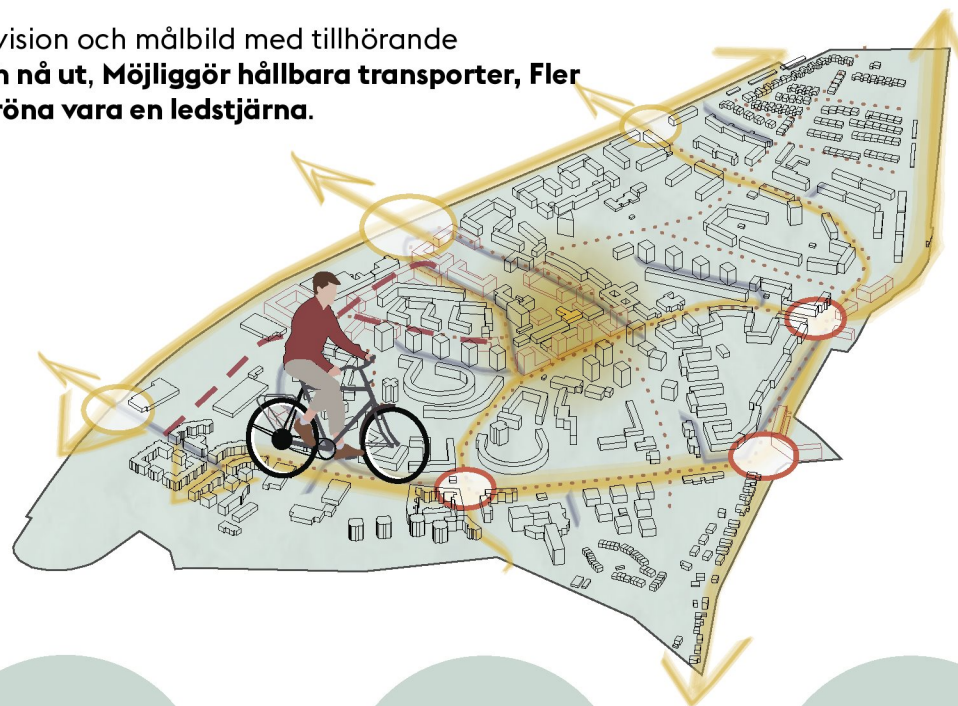 vision och målbild med tillhörande
n nå ut, Möjliggör hållbara transporter, Fler
röna vara en ledstjärna.